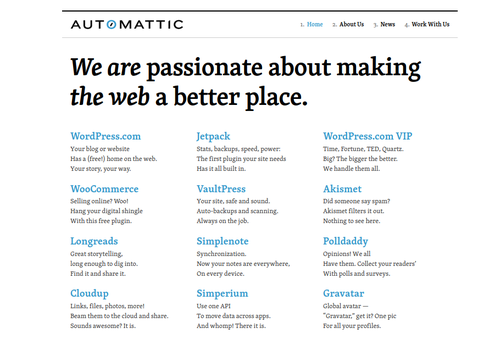 AUTOMATTIC
1. Home 2. About Us 3. News 4. Work With Us
We are passionate about making
the web a better place.
WordPress.com Jetpack WordPress.com VIP
Your blog or website Stats, backups, speed, power: Time, Fortune, TED, Quartz.
Has a (free!) home on the web. The first plugin your site needs Big? The bigger the better.
Your story, your way. Has it all built in. We handle them all.
WooCommerce VaultPress Akismet
Selling online? Woo! Your site, safe and sound. Did someone say spam?
Hang your digital shingle Auto-backups and scanning. Akismet filters it out.
With this free plugin. Always on the job. Nothing to see here.
Longreads Simplenote Polldaddy
Great storytelling, Synchronization. Opinions! We all
long enough to dig into. Now your notes are everywhere, Have them. Collect your readers'
Find it and share it. On every device. With polls and surveys.
Cloudup Simperium Gravatar
Links, files, photos, more! Use one API Global avatar —
Beam them to the cloud and share. To move data across apps. "Gravatar," get it? One pic
Sounds awesome? It is. And whomp! There it is. For all your profiles.